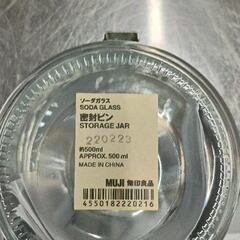 ソーダガラス
SODA GLASS
密封ビン
STORAGE JAR
220223
約500ml
APPROX. 500 ml
MADE IN CHINA
MUJI 無印良品
4550182220216